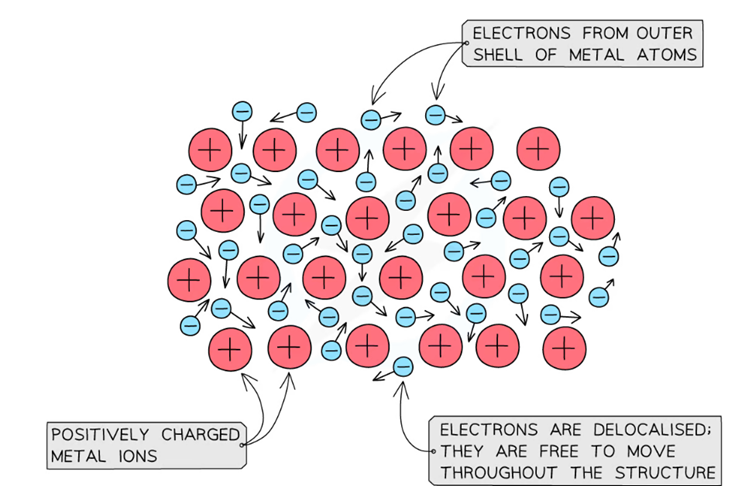 ELECTRONS FROM OUTER
SHELL OF METAL ATOMS
POSITIVELY CHARGED
METAL IONS
ELECTRONS ARE DELOCALISED;
THEY ARE FREE TO MOVE
THROUGHOUT THE STRUCTURE